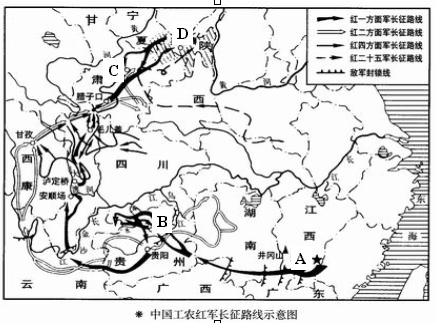 甘
宁
夏
肃
陕
西
D
C
腊子口
毛儿盖
甘孜
西
康
泸定桥
安顺场
四
川
B
A
湖
南
江
西
井冈山
贵阳
贵
州
云
南
广
西
广
东
东
海
红一方面军长征路线
红二方面军长征路线
红四方面军长征路线
红二十五军长征路线
敌军封锁线
※ 中国工农红军长征路线示意图